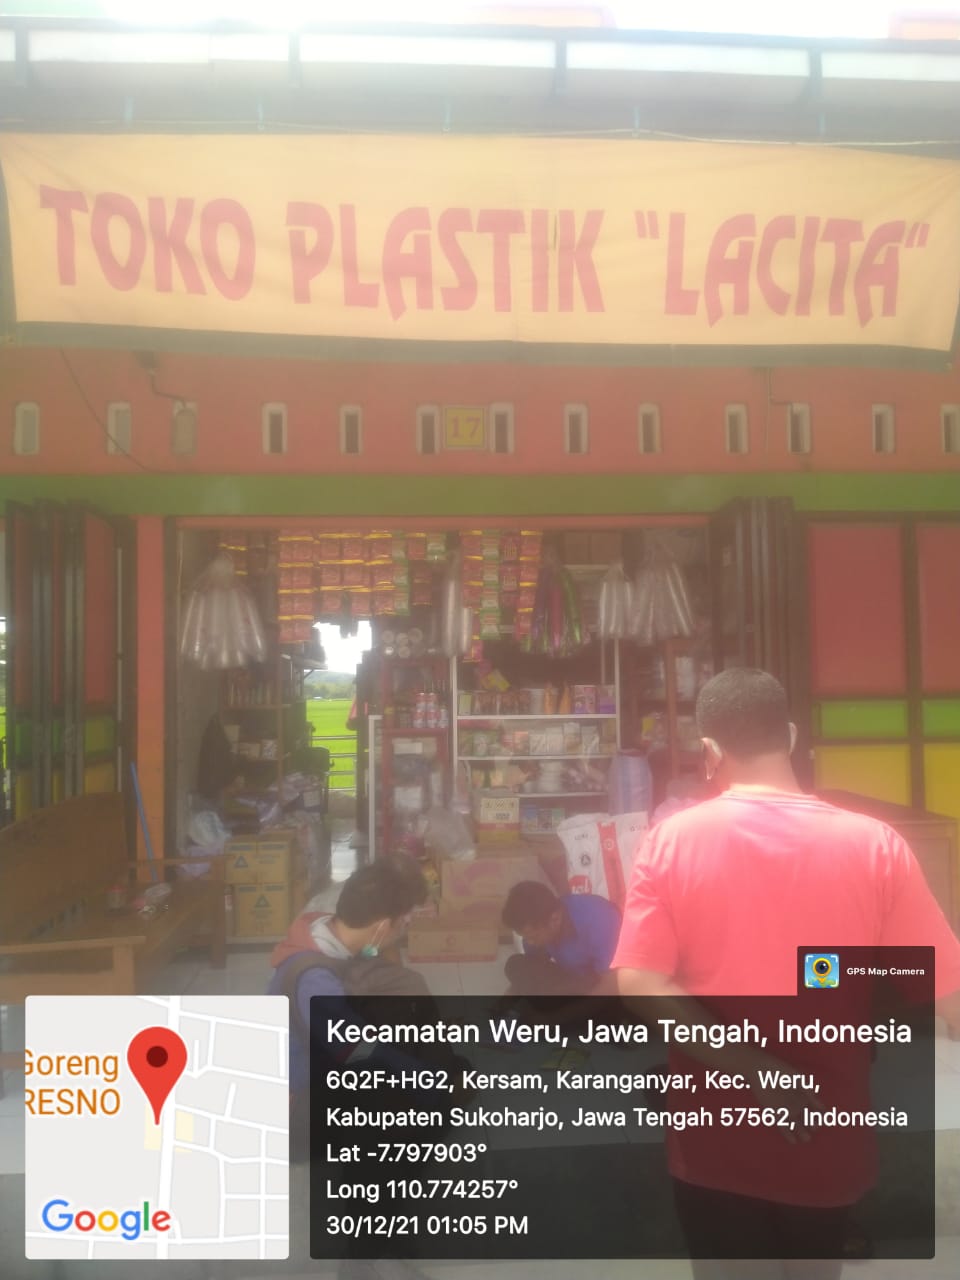 TOKO PLASTIK "LACITA"
17
GPS Map Camera
Goreng
RESNO
Google
Kecamatan Weru, Jawa Tengah, Indonesia
6Q2F+HG2, Kersam, Karanganyar, Kec. Weru,
Kabupaten Sukoharjo, Jawa Tengah 57562, Indonesia
Lat -7.797903°
Long 110.774257°
30/12/21 01:05 PM